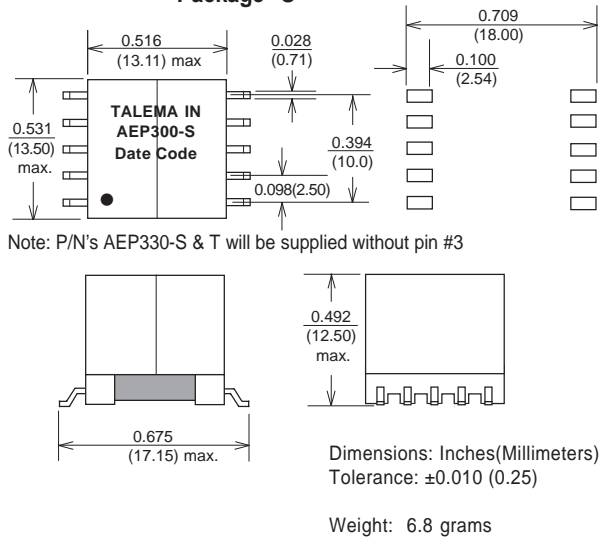 0.516
(13.11) max
0.028
(0.71)
0.709
(18.00)
0.100
(2.54)
0.531
(13.50)
max.
TALEMA IN
AEP300-S
Date Code
0.394
(10.0)
0.098(2.50)
Note: P/N's AEP330-S & T will be supplied without pin #3
0.492
(12.50)
max.
0.675
(17.15) max.
Dimensions: Inches(Millimeters)
Tolerance: ±0.010 (0.25)
Weight: 6.8 grams